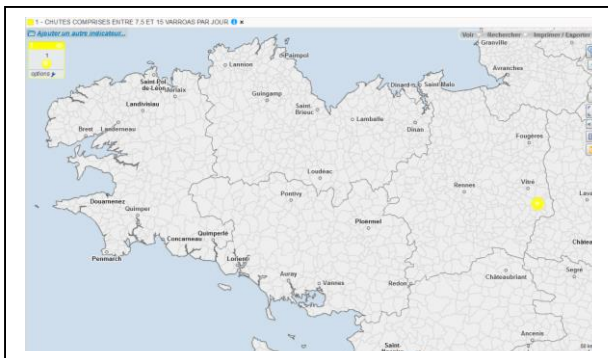 1 - CHUTES COMPRISES ENTRE 7.5 ET 15 VARROAS PAR JOUR
Ajouter un autre indicateur...
Voir Rechercher Imprimer / Exporter
1
options
Granville
Paimpol
Lannion
Avranches
Saint-Pol-de-Léon
Morlaix
Dinard
Saint-Malo
Guingamp
Landivisiau
Saint-Brieuc
Lamballe
Dinan
Fougères
Brest
Landerneau
Loudéac
Vitré
Rennes
Lava
Pontivy
Douarnenez
Quimper
Ploërmel
Quimperlé
Concarneau
Lorient
Penmarch
Auray
Vannes
Redon
Châteaubriant
Segré
Ancenis